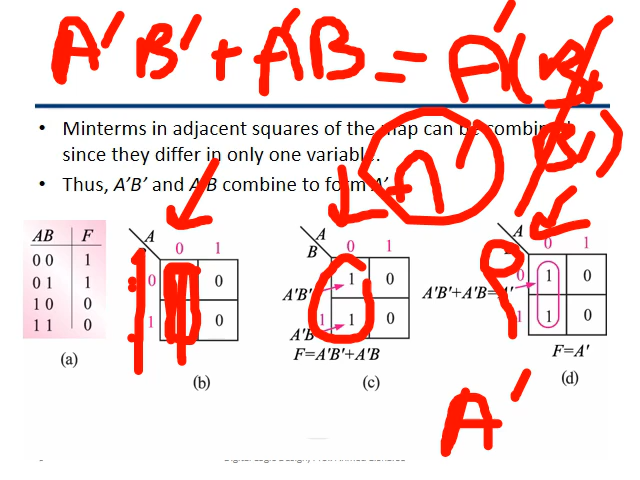 A'B' + A'B = A'(
• Minterms in adjacent squares of the map can be combined
since they differ in only one variable.
• Thus, A'B' and A'B combine to form A'
A'
AB F
0 0 1
0 1 1
1 0 0
1 1 0
(a)
A
0 1
0 0
1 0
(b)
A
B 0 1
A'B' 1 0
A'B 1 1 0
F=A'B'+A'B
(c)
A
0 1
0 1 0
A'B'+A'B=A'
1 1 0
F=A'
(d)
A'